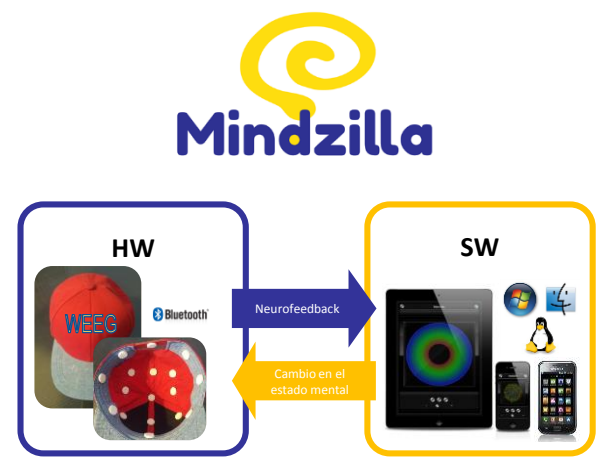 Mindzilla
HW
SW
WEEG
Bluetooth
Neurofeedback
Cambio en el
estado mental